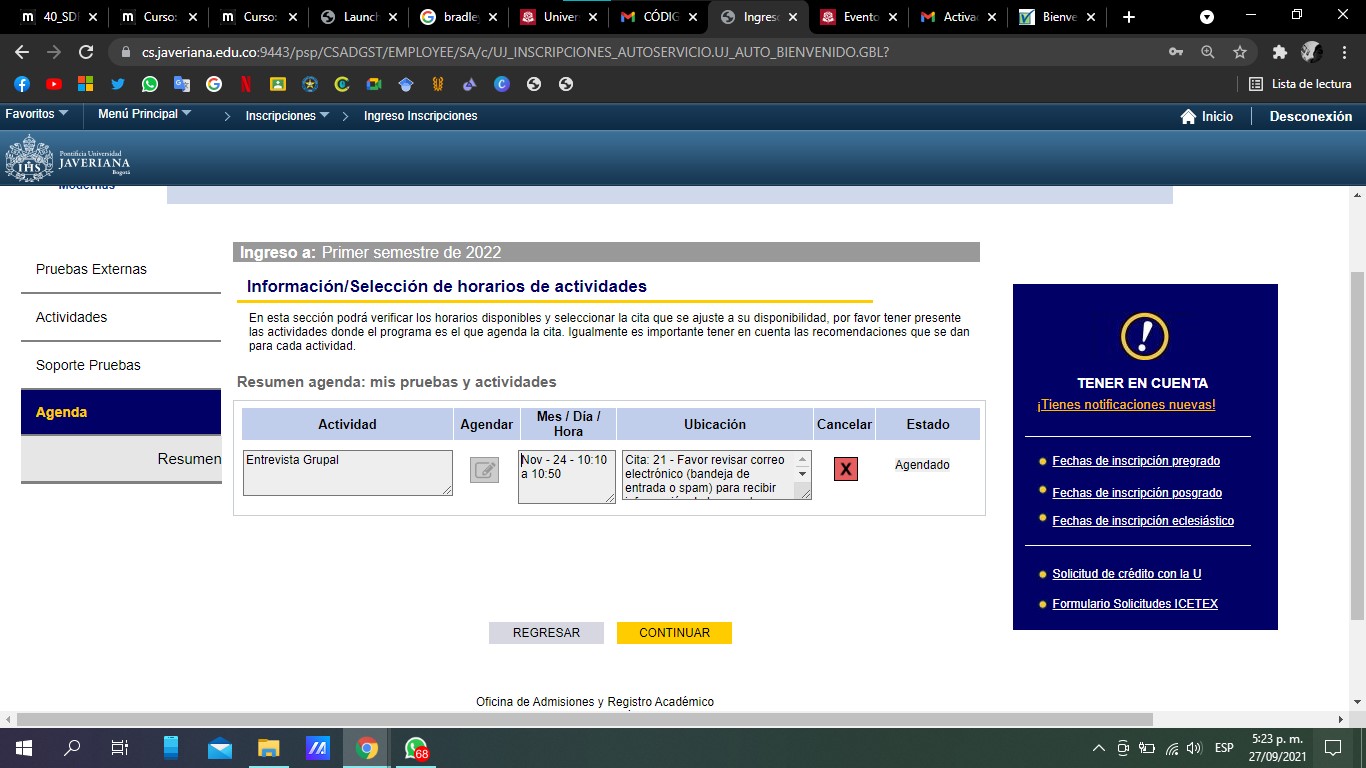 40_SDI
Curso:
Curso:
Launch
bradley
Univer
CÓDIG
Ingreso
Evento
Activa
Bienve
cs.javeriana.edu.co:9443/psp/CSADGST/EMPLOYEE/SA/c/UJ_INSCRIPCIONES_AUTOSERVICIO.UJ_AUTO_BIENVENIDO.GBL?
Lista de lectura
Favoritos
Menú Principal
Inscripciones
Ingreso Inscripciones
Inicio
Desconexión
IHS
Pontificia Universidad
JAVERIANA
Bogotá
Modernas
Ingreso a: Primer semestre de 2022
Pruebas Externas
Actividades
Soporte Pruebas
Agenda
Resumen
Información/Selección de horarios de actividades
En esta sección podrá verificar los horarios disponibles y seleccionar la cita que se ajuste a su disponibilidad, por favor tener presente
las actividades donde el programa es el que agenda la cita. Igualmente es importante tener en cuenta las recomendaciones que se dan
para cada actividad.
Resumen agenda: mis pruebas y actividades
Actividad
Agendar
Mes / Día /
Hora
Ubicación
Cancelar
Estado
Entrevista Grupal
Nov - 24 - 10:10
a 10:50
Cita: 21 - Favor revisar correo
electrónico (bandeja de
entrada o spam) para recibir
X
Agendado
REGRESAR
CONTINUAR
Oficina de Admisiones y Registro Académico
!
TENER EN CUENTA
¡Tienes notificaciones nuevas!
Fechas de inscripción pregrado
Fechas de inscripción posgrado
Fechas de inscripción eclesiástico
Solicitud de crédito con la U
Formulario Solicitudes ICETEX
68
ESP
5:23 p. m.
27/09/2021